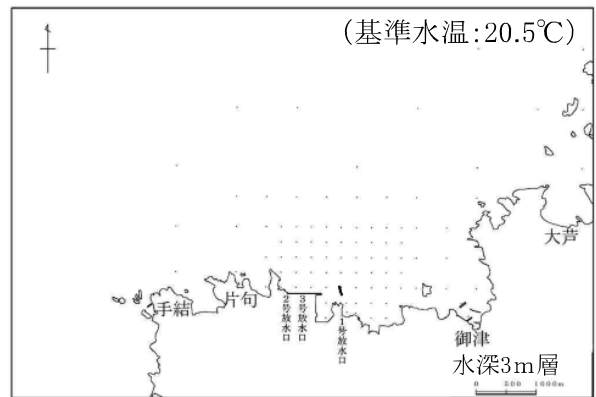 (基準水温:20.5℃)
大芦
手結
片句
2号放水口
3号放水口
1号放水口
御津
水深3m層
0 500 1000m